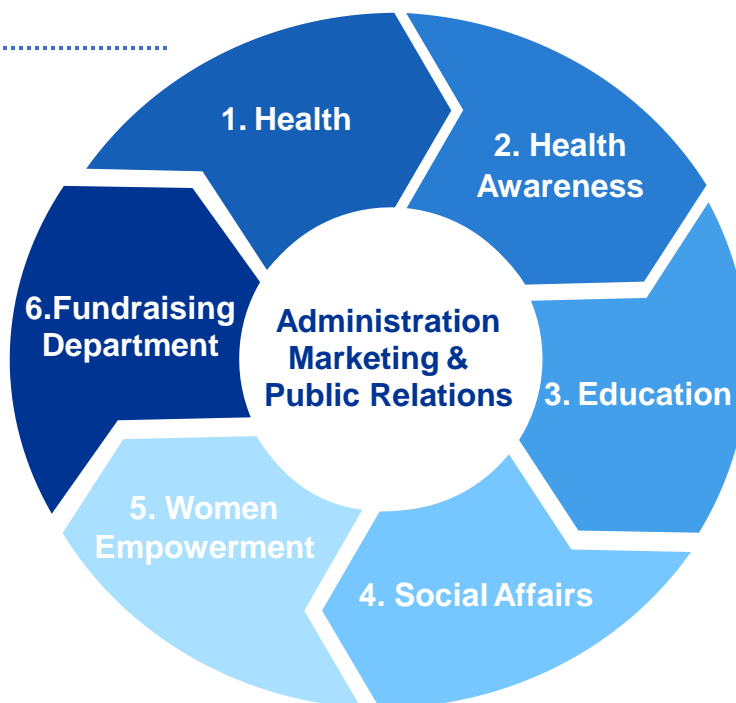 1. Health
2. Health
Awareness
3. Education
4. Social Affairs
5. Women
Empowerment
6.Fundraising
Department
Administration
Marketing &
Public Relations